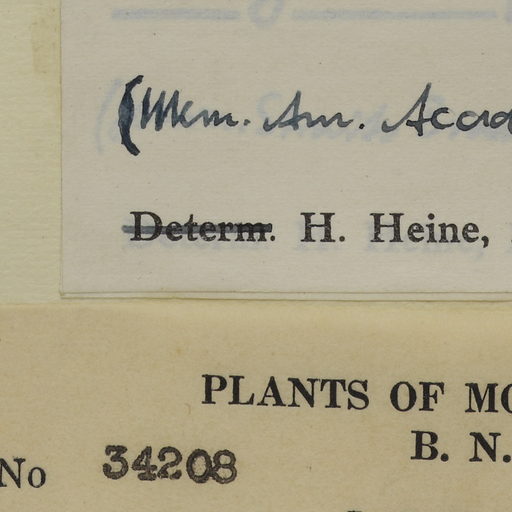 (Mem. Am. Acad
Determ. H. Heine,
PLANTS OF MO
B. N.
No 34208